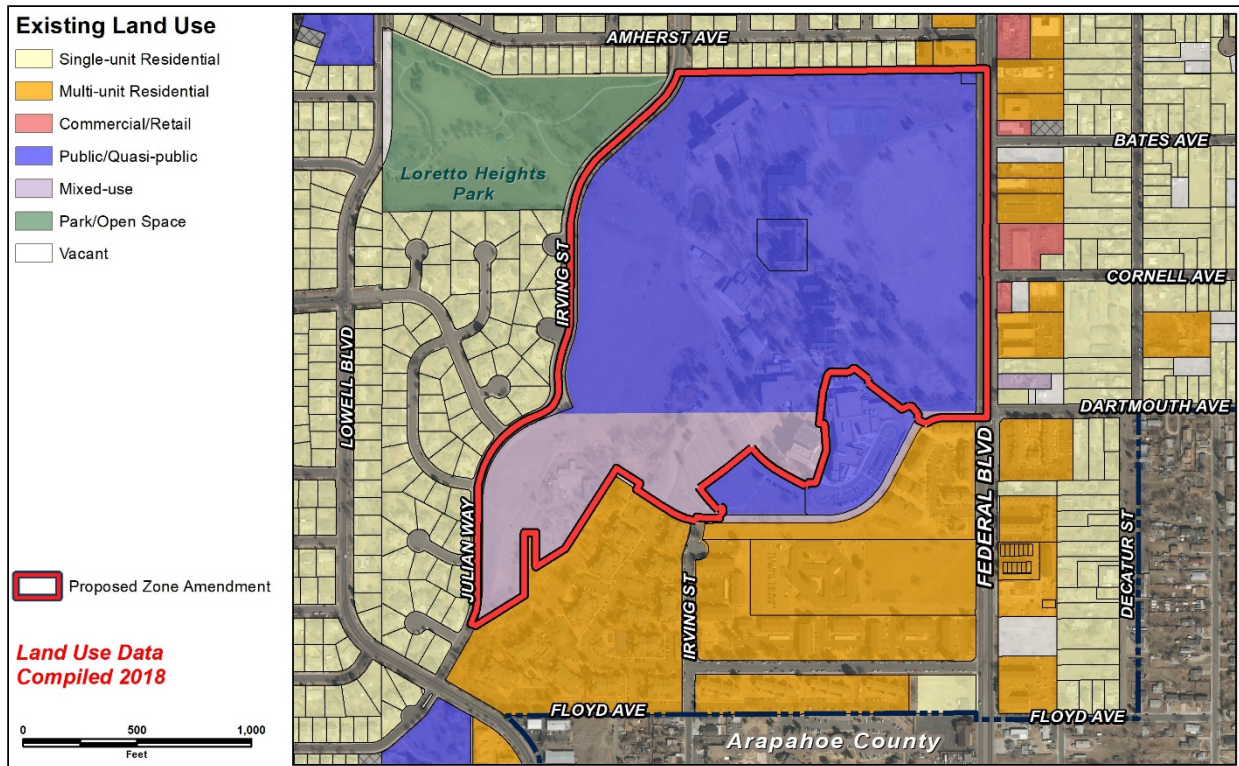 Existing Land Use
Single-unit Residential
Multi-unit Residential
Commercial/Retail
Public/Quasi-public
Mixed-use
Park/Open Space
Vacant
Proposed Zone Amendment
Land Use Data
Compiled 2018
0 500 1,000
Feet
AMHERST AVE
BATES AVE
Loretto Heights
Park
IRVING ST
CORNELL AVE
LOWELL BLVD
DARTMOUTH AVE
JULIAN WAY
FEDERAL BLVD
IRVING ST
DECATUR ST
FLOYD AVE
FLOYD AVE
Arapahoe County